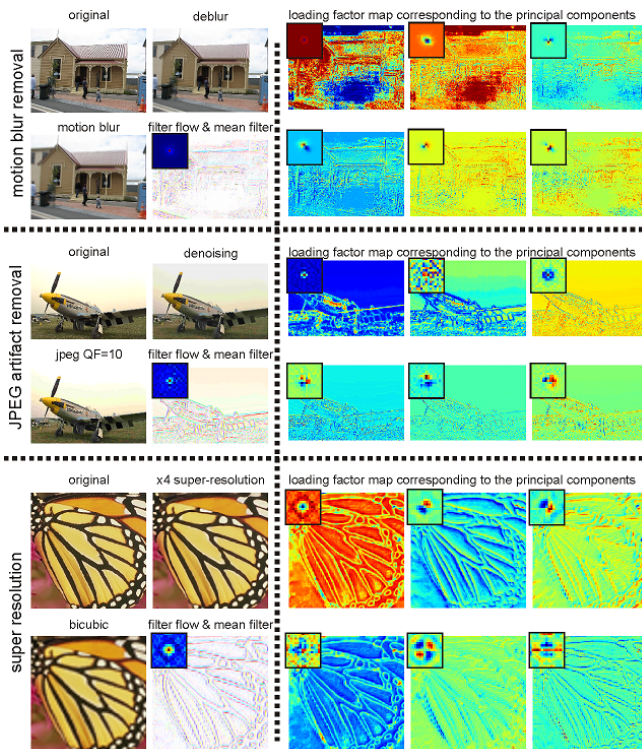 motion blur removal
original
deblur
loading factor map corresponding to the principal components
motion blur
filter flow & mean filter
JPEG artifact removal
original
denoising
loading factor map corresponding to the principal components
jpeg QF=10
filter flow & mean filter
super resolution
original
x4 super-resolution
loading factor map corresponding to the principal components
bicubic
filter flow & mean filter